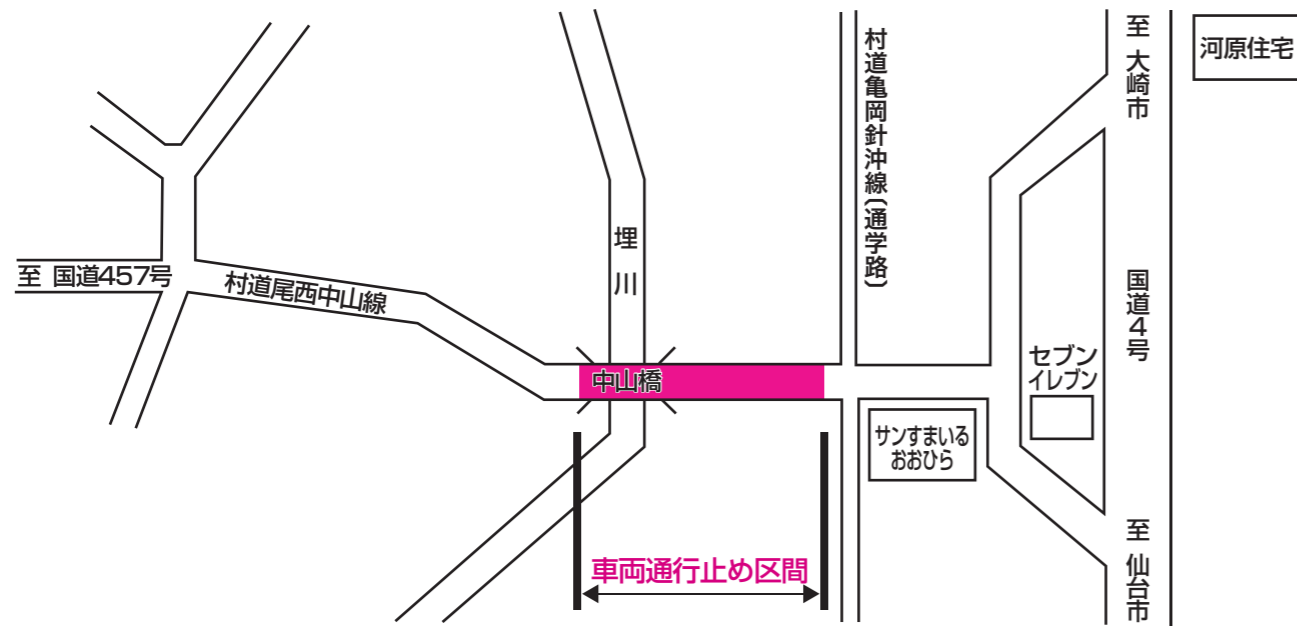 至 大崎市
河原住宅
村道亀岡針沖線(通学路)
埋川
至 国道457号
村道尾西中山線
国道4号
セブン
イレブン
中山橋
サンすまいる
おおひら
至 仙台市
車両通行止め区間